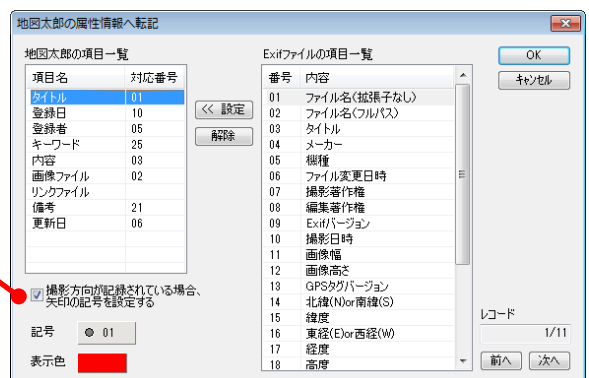 地図太郎の属性情報へ転記
地図太郎の項目一覧
項目名 対応番号
タイトル 01
登録日 10
登録者 05
キーワード 25
内容 03
画像ファイル 02
リンクファイル
備考 21
更新日 06
<< 設定
解除
撮影方向が記録されている場合、
矢印の記号を設定する
記号 01
表示色
Exifファイルの項目一覧
番号 内容
01 ファイル名(拡張子なし)
02 ファイル名(フルパス)
03 タイトル
04 メーカー
05 機種
06 ファイル変更日時
07 撮影著作権
08 編集著作権
09 Exifバージョン
10 撮影日時
11 画像幅
12 画像高さ
13 GPSタグバージョン
14 北緯(N)or南緯(S)
15 緯度
16 東経(E)or西経(W)
17 経度
18 高度
OK
キャンセル
レコード
1/11
前へ 次へ